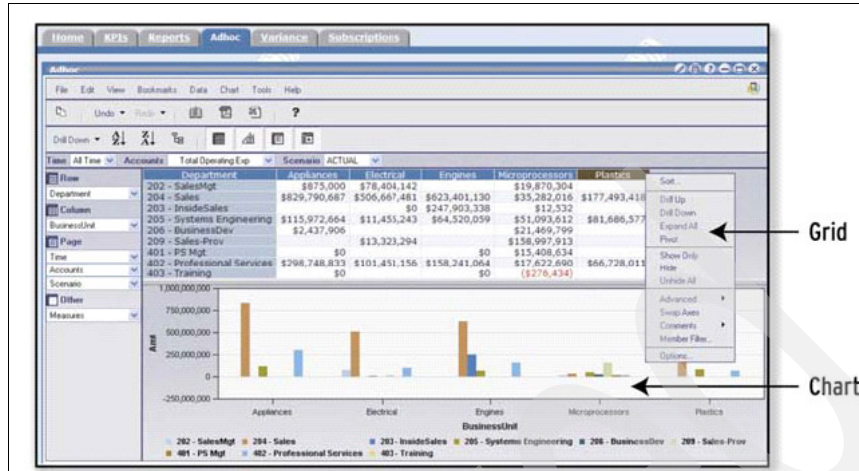 Home KPIs Reports Adhoc Variance Subscriptions
Adhoc
File Edit View Bookmarks Data Chart Tools Help
Undo Redo ?
Drill Down
Time All Time Accounts Total Operating Exp Scenario ACTUAL
Row
Department
Column
BusinessUnit
Page
Time
Accounts
Scenario
Other
Measures
Department Appliances Electrical Engines Microprocessors Plastics
202 - SalesMgt $875,000 $78,404,142 $19,870,304
204 - Sales $829,790,687 $506,667,481 $623,401,130 $35,282,016 $177,493,418
203 - InsideSales $0 $247,903,338 $12,532
205 - Systems Engineering $115,972,664 $11,455,243 $64,520,059 $51,093,612 $81,686,577
206 - BusinessDev $2,437,906 $21,469,799
209 - Sales-Prov $13,323,294 $158,997,913
401 - PS Mgt $0 $0 $15,408,634
402 - Professional Services $298,748,833 $101,451,156 $158,241,064 $17,622,690 $66,728,011
403 - Training $0 $0 ($276,434)
Sort...
Drill Up
Drill Down
Expand All
Pivot
Show Only
Hide
Unhide All
Advanced
Swap Axes
Comments
Member Filter...
Options...
Grid
Chart
1,000,000,000
750,000,000
500,000,000
250,000,000
0
-250,000,000
Amt
Appliances Electrical Engines Microprocessors Plastics
BusinessUnit
202 - SalesMgt 204 - Sales 203 - InsideSales 205 - Systems Engineering 206 - BusinessDev 209 - Sales-Prov
401 - PS Mgt 402 - Professional Services 403 - Training